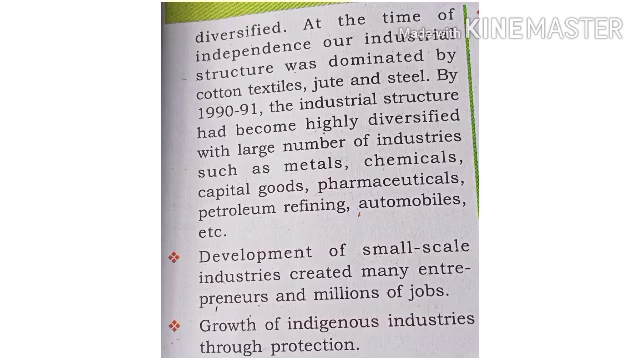 diversified. At the time of
Made with KINEMASTER
independence our industrial
structure was dominated by
cotton textiles, jute and steel. By
1990-91, the industrial structure
had become highly diversified
with large number of industries
such as metals, chemicals,
capital goods, pharmaceuticals,
petroleum refining, automobiles,
etc.
Development of small-scale
industries created many entre-
preneurs and millions of jobs.
Growth of indigenous industries
through protection.